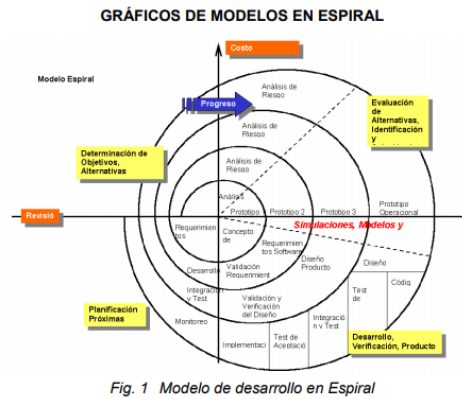 GRÁFICOS DE MODELOS EN ESPIRAL
Costo
Modelo Espiral
Progreso
Análisis de
Riesgo
Evaluación
de
Alternativas,
Identificación
y
Análisis de
Riesgo
Determinación de
Objetivos,
Alternativas
Análisis de
Riesgo
Análisis
Prototipo
Prototipo 2
Prototipo 3
Prototipo
Operacional
Revisió
Simulaciones, Modelos y
Requerimien
tos
Concepto
de
Requerimien
tos Software
Diseño
Producto
Diseño
Desarrollo
Validación
Requeriment
Integración
v Test
Test
de
Códig
Validación y
Verificación
del Diseño
Planificación
Próximas
Monitoreo
Implementaci
Test de
Aceptació
Integració
n v Test
Desarrollo,
Verificación, Producto
Fig. 1 Modelo de desarrollo en Espiral